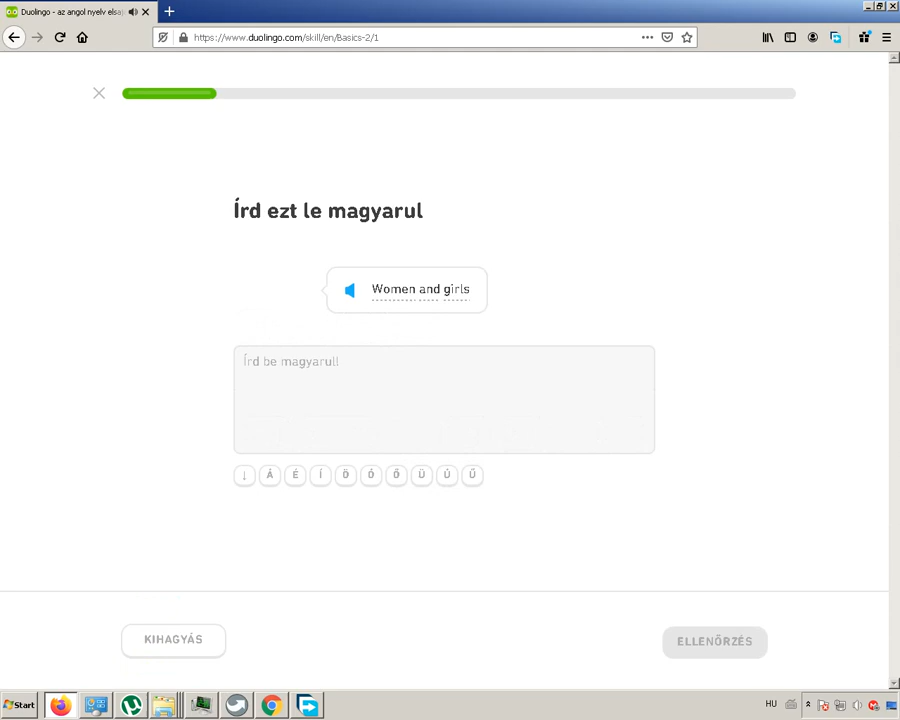 Duolingo - az angol nyelv elsa
https://www.duolingo.com/skill/en/Basics-2/1
Írd ezt le magyarul
Women and girls
Írd be magyarul!
↓ Á É Í Ö Ó Ő Ü Ú Ű
KIHAGYÁS
ELLENŐRZÉS
Start
HU